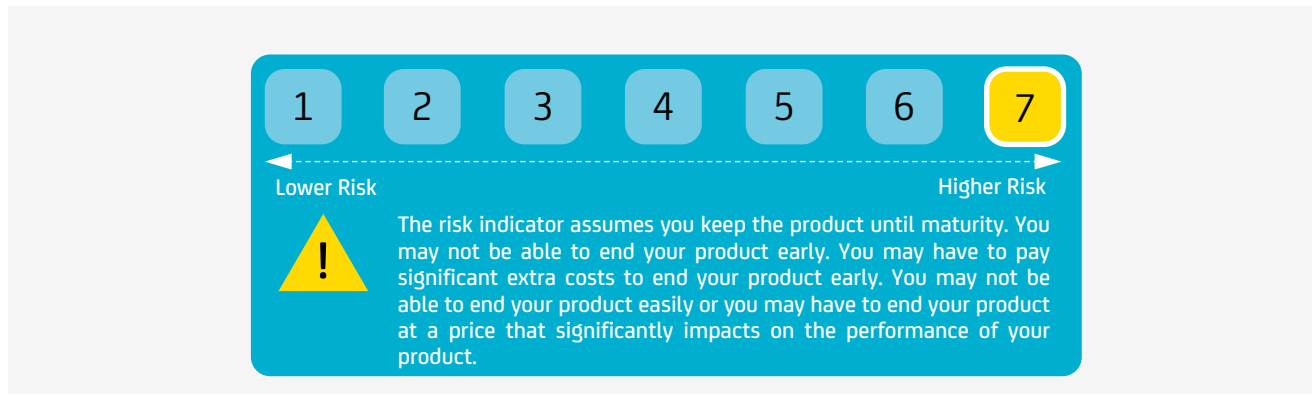 1 2 3 4 5 6 7
Lower Risk Higher Risk
! The risk indicator assumes you keep the product until maturity. You
may not be able to end your product early. You may have to pay
significant extra costs to end your product early. You may not be
able to end your product easily or you may have to end your product
at a price that significantly impacts on the performance of your
product.